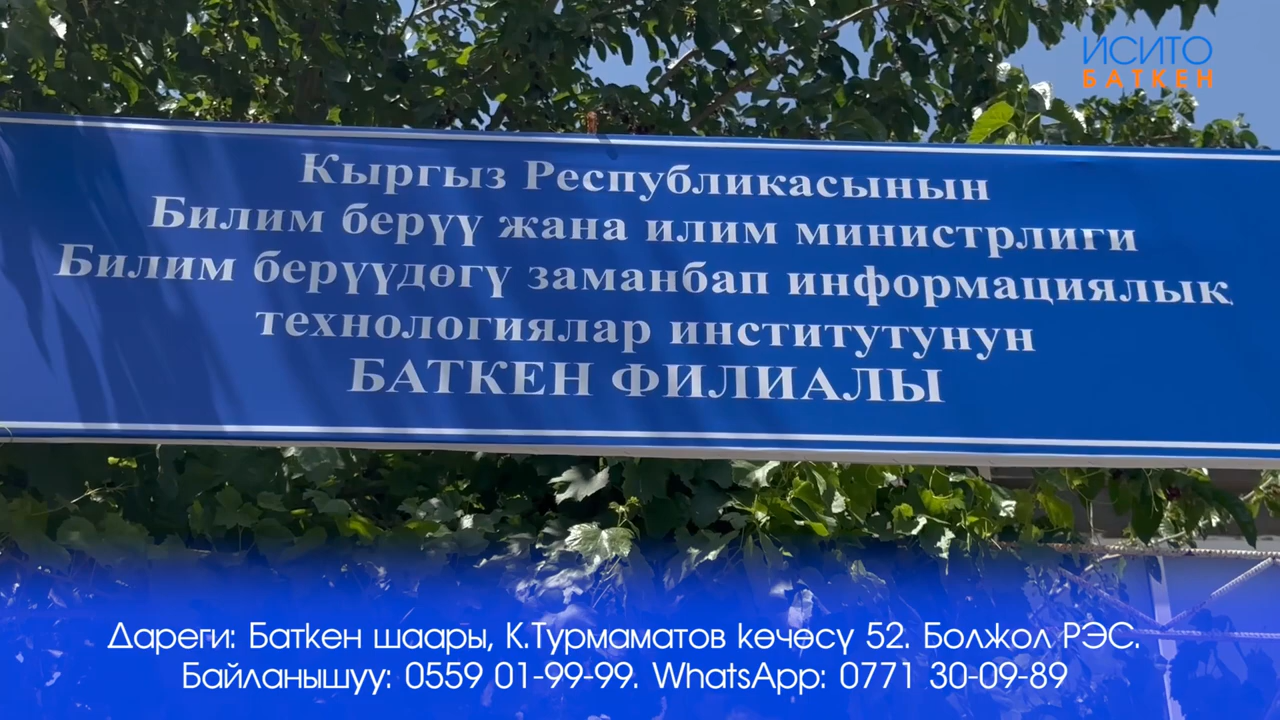 ИСИТО
БАТКЕН
Кыргыз Республикасынын
Билим берүү жана илим министрлиги
Билим берүүдөгү заманбап информациялык
технологиялар институтунун
БАТКЕН ФИЛИАЛЫ
Дареги: Баткен шаары, К.Турмаматов көчөсү 52. Болжол РЭС.
Байланышуу: 0559 01-99-99. WhatsApp: 0771 30-09-89